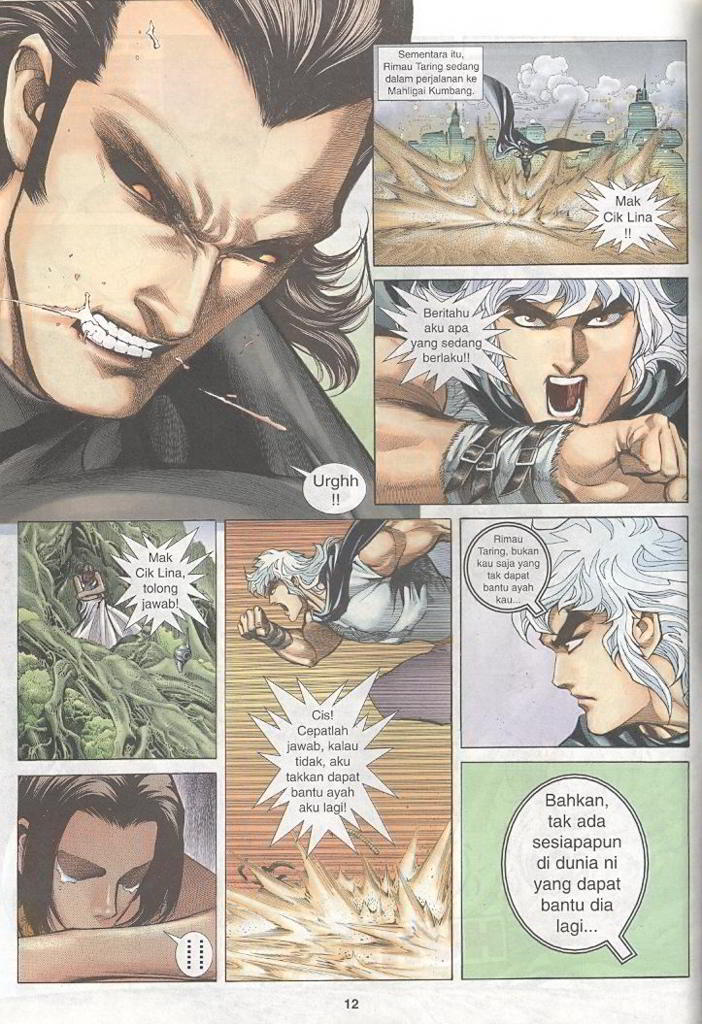 Urghh
!!
Sementara itu,
Rimau Taring sedang
dalam perjalanan ke
Mahligai Kumbang.
Mak
Cik Lina
!!
Beritahu
aku apa
yang sedang
berlaku!!
Mak
Cik Lina,
tolong
jawab!
Cis!
Cepatlah
jawab, kalau
tidak, aku
takkan dapat
bantu ayah
aku lagi!
Rimau
Taring, bukan
kau saja yang
tak dapat
bantu ayah
kau...
Bahkan,
tak ada
sesiapapun
di dunia ni
yang dapat
bantu dia
lagi...
12